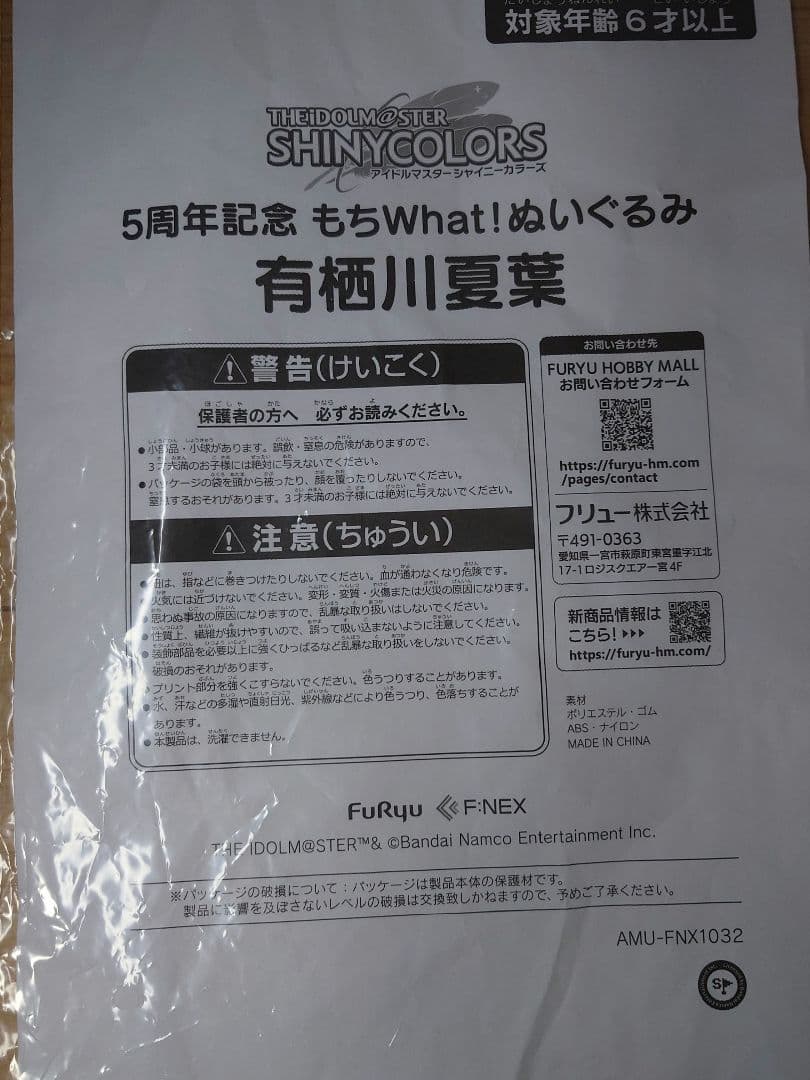 対象年齢６才以上
THE iDOLM@STER
SHINYCOLORS
アイドルマスター シャイニーカラーズ
5周年記念 もちWhat!ぬいぐるみ
有栖川夏葉
警告(けいこく)
保護者の方へ 必ずお読みください。
●小部品・小球があります。誤飲・窒息の危険がありますので、
3才未満のお子様には絶対に与えないでください。
●パッケージの袋を頭から被ったり、顔を覆ったりしないでください。
窒息するおそれがあります。3才未満のお子様には絶対に与えないでください。
注意(ちゅうい)
●紐は、指などに巻きつけたりしないでください。血が通わなくなり危険です。
●火気には近づけないでください。変形・変質・火傷または火災の原因になります。
●思わぬ事故の原因になりますので、乱暴な取り扱いはしないでください。
●性質上、繊維が抜けやすいので、誤って吸い込まないように注意してください。
●装飾部品を必要以上に強くひっぱるなど乱暴な取り扱いをしないでください。
破損のおそれがあります。
●プリント部分を強くこすらないでください。色うつりすることがあります。
●水、汗などの多湿や直射日光、紫外線などにより色うつり、色落ちすることが
あります。
●本製品は、洗濯できません。
お問い合わせ先
FURYU HOBBY MALL
お問い合わせフォーム
https://furyu-hm.com
/pages/contact
フリュー株式会社
〒491-0363
愛知県一宮市萩原町東宮重字江北
17-1ロジスクエアー宮 4F
新商品情報は
こちら! ▶▶▶
https://furyu-hm.com/
素材
ポリエステル・ゴム
ABS・ナイロン
MADE IN CHINA
FuRyu F:NEX
THE IDOLM@STER™& ©Bandai Namco Entertainment Inc.
※パッケージの破損について：パッケージは製品本体の保護材です。
製品に影響を及ぼさないレベルの破損は交換致しかねますので、予めご了承ください。
AMU-FNX1032